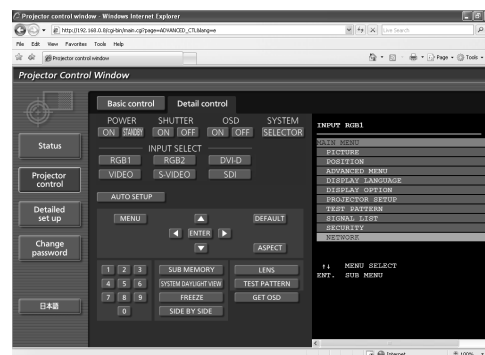 Projector control window - Windows Internet Explorer
http://192.168.0.8/cgi-bin/main.cgi?page=ADVANCED_CTL&lang=e
Live Search
File Edit View Favorites Tools Help
Projector control window
Page Tools
Projector Control Window
Basic control Detail control
POWER SHUTTER OSD SYSTEM
ON STANDBY ON OFF ON OFF SELECTOR
INPUT SELECT
RGB1 RGB2 DVI-D
VIDEO S-VIDEO SDI
AUTO SETUP
MENU DEFAULT
ENTER
ASPECT
1 2 3 SUB MEMORY LENS
4 5 6 SYSTEM DAYLIGHT VIEW TEST PATTERN
7 8 9 FREEZE GET OSD
0 SIDE BY SIDE
Status
Projector
control
Detailed
set up
Change
password
日本語
INPUT RGB1
MAIN MENU
PICTURE
POSITION
ADVANCED MENU
DISPLAY LANGUAGE
DISPLAY OPTION
PROJECTOR SETUP
TEST PATTERN
SIGNAL LIST
SECURITY
NETWORK
↑↓ MENU SELECT
ENT. SUB MENU
Internet 100%